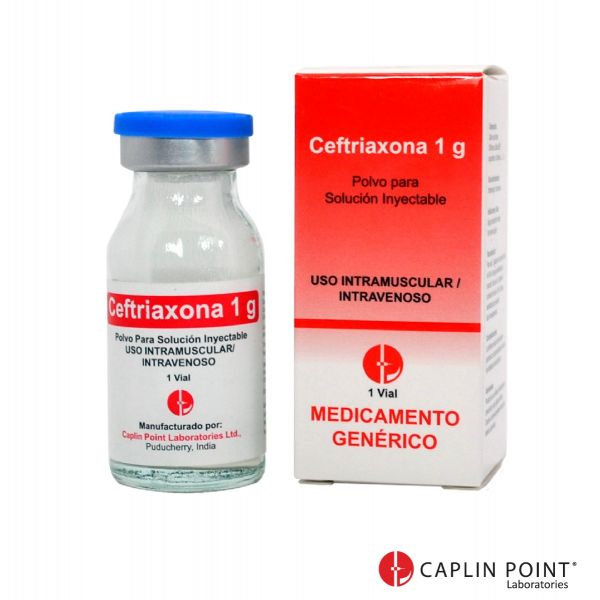 Ceftriaxona 1 g
Polvo Para Solución Inyectable
USO INTRAMUSCULAR/
INTRAVENOSO
1 Vial
Manufacturado por:
Caplin Point Laboratories Ltd.,
Puducherry, India
Ceftriaxona 1 g
Polvo para
Solución Inyectable
USO INTRAMUSCULAR /
INTRAVENOSO
1 Vial
MEDICAMENTO
GENÉRICO
CAPLIN POINT®
Laboratories